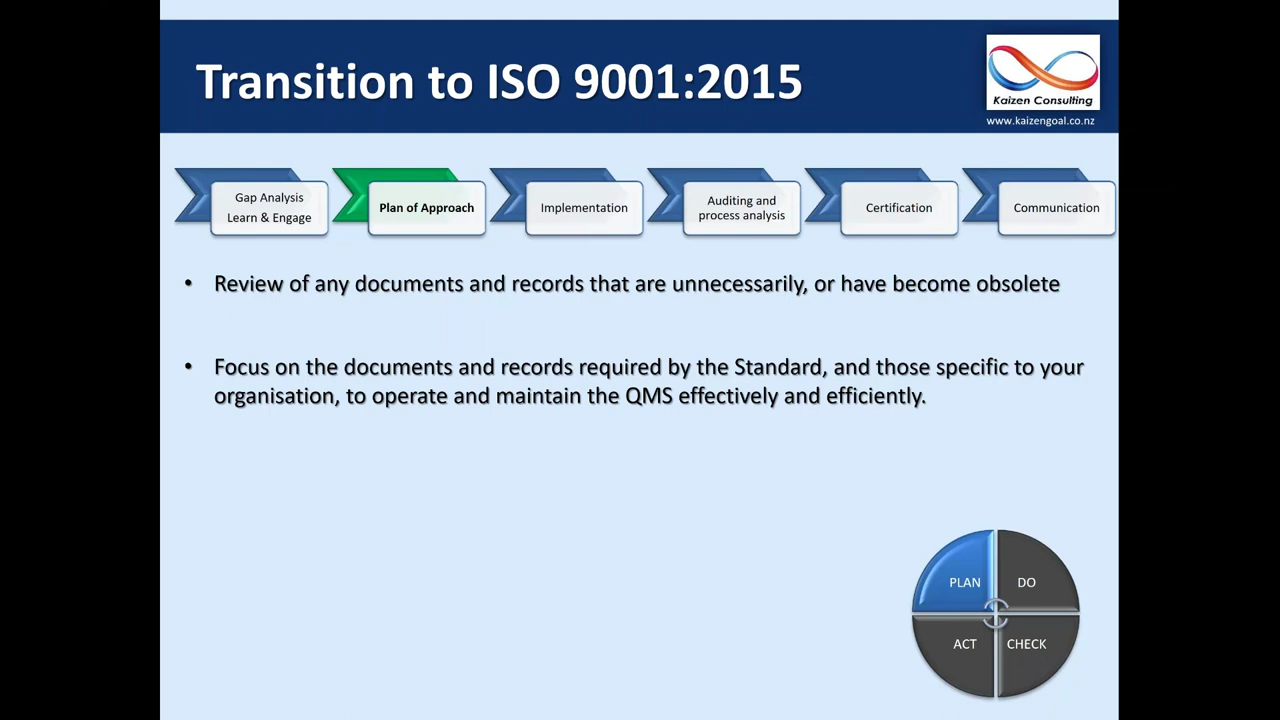 Transition to ISO 9001:2015
Kaizen Consulting
www.kaizengoal.co.nz
Gap Analysis
Learn & Engage
Plan of Approach
Implementation
Auditing and
process analysis
Certification
Communication
• Review of any documents and records that are unnecessarily, or have become obsolete
• Focus on the documents and records required by the Standard, and those specific to your
organisation, to operate and maintain the QMS effectively and efficiently.
PLAN
DO
ACT
CHECK